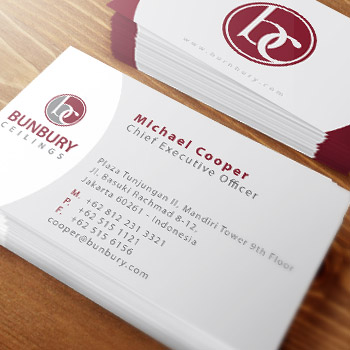 bc
www.bunbury.com
bc
BUNBURY
CEILINGS
Michael Cooper
Chief Executive Officer
Plaza Tunjungan II. Mandiri Tower 9th Floor
Jl. Basuki Rachmad 8-12.
Jakarta 60261 - Indonesia
M. +62 812 231 3321
P. +62 515 1121
F. +62 515 6156
cooper@bunbury.com